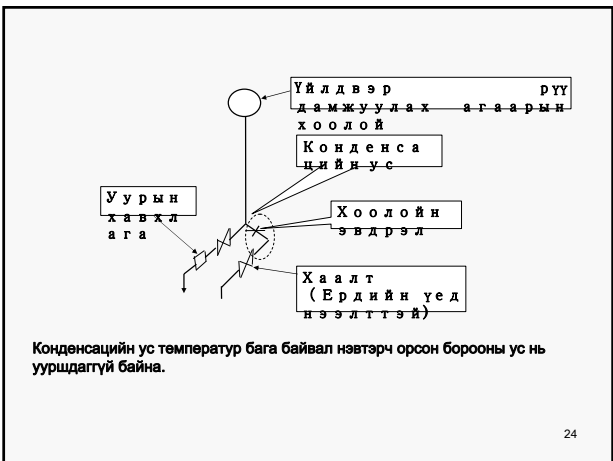 Үйлдвэр рүү
дамжуулах агаарын
хоолой
Конденса
цийн ус
Уурын
хавхл
ага
Хоолойн
эвдрэл
Хаалт
(Ердийн үед
нээлттэй)
Конденсацийн ус температур бага байвал нэвтэрч орсон борооны ус нь
ууршдаггүй байна.
24